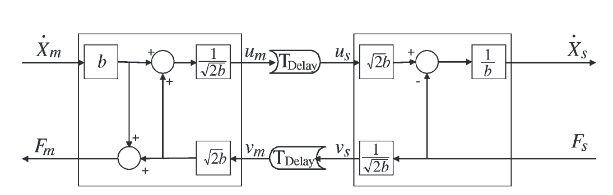 Ẋm
b
+
+
1/√2b
um
TDelay
us
√2b
+
-
1/b
Ẋs
Fm
+
+
√2b
vm
TDelay
vs
1/√2b
Fs